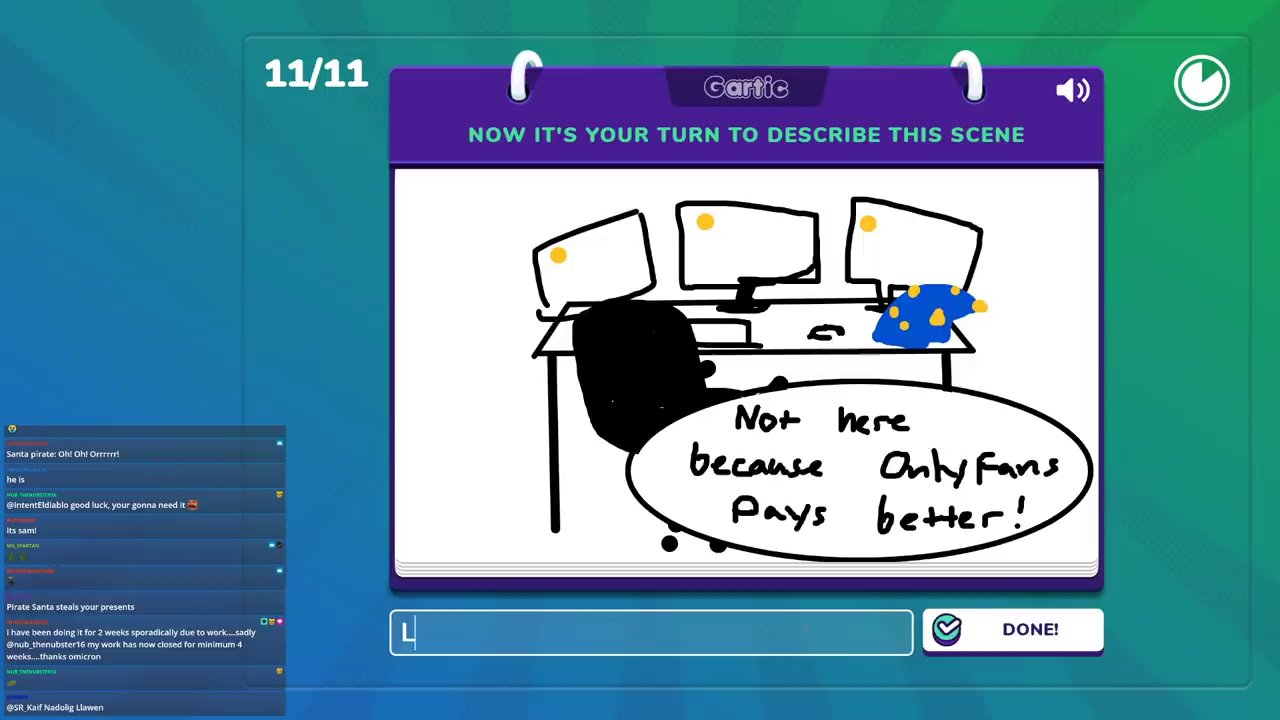 11/11
Gartic
NOW IT'S YOUR TURN TO DESCRIBE THIS SCENE
Not here
because OnlyFans
Pays better!
L
DONE!
Santa pirate: Oh! Oh! Orrrrrr!
he is
NUB_THENUBSTER16
@IntentEldiablo good luck, your gonna need it
its sam!
MG_SPARTAN
Pirate Santa steals your presents
I have been doing it for 2 weeks sporadically due to work....sadly
@nub_thenubster16 my work has now closed for minimum 4
weeks....thanks omicron
NUB_THENUBSTER16
@SR_Kaif Nadolig Llawen